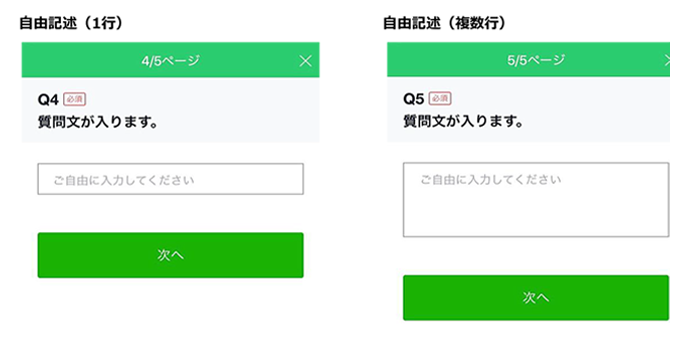 自由記述（1行）
4/5ページ
Q4 必須
質問文が入ります。
ご自由に入力してください
次へ
自由記述（複数行）
5/5ページ
Q5 必須
質問文が入ります。
ご自由に入力してください
次へ